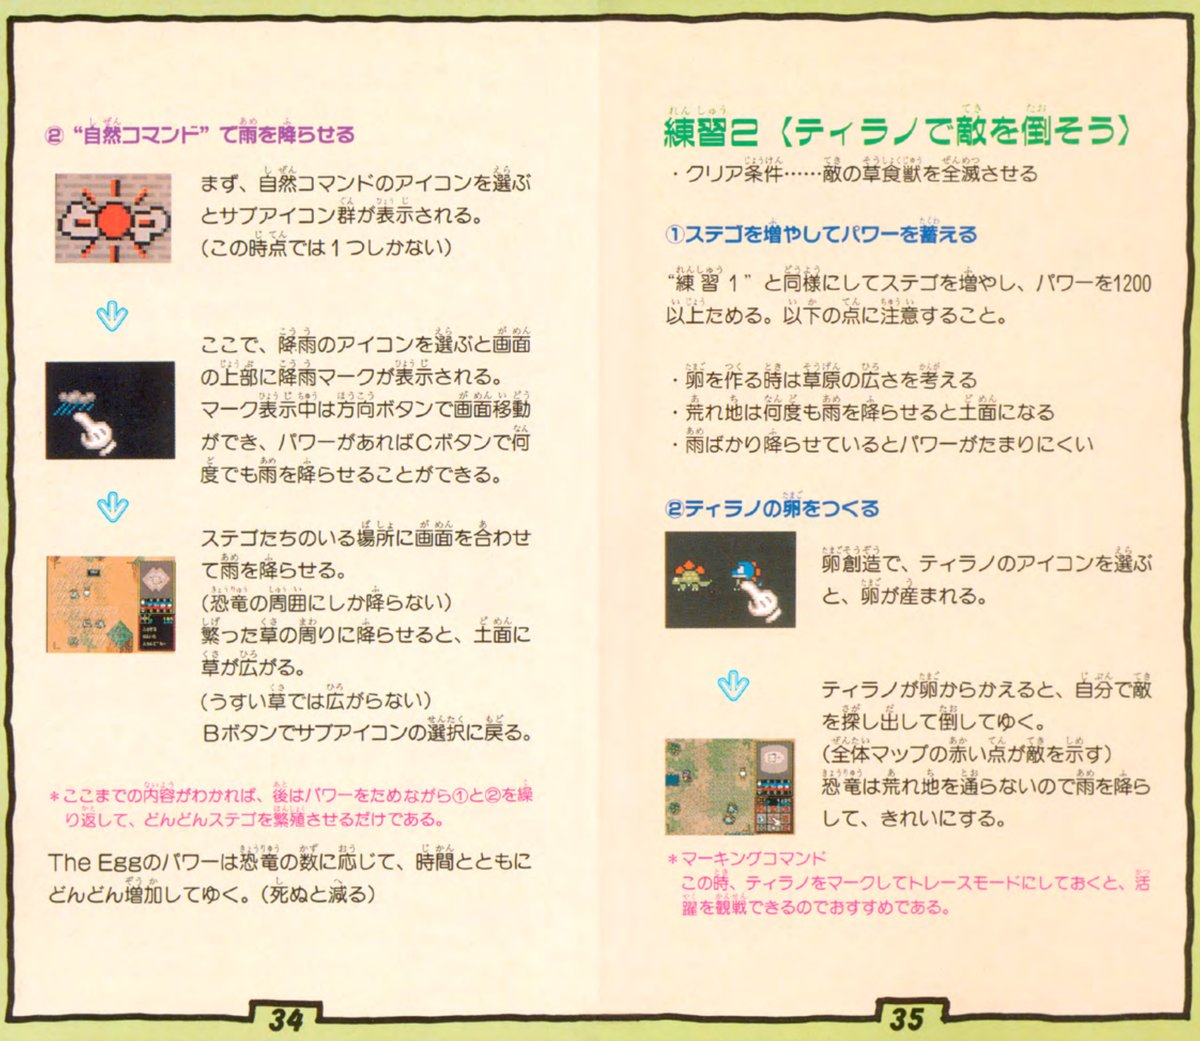 ② “自然コマンド” で雨を降らせる
まず、自然コマンドのアイコンを選ぶ
とサブアイコン群が表示される。
(この時点では1つしかない)
ここで、降雨のアイコンを選ぶと画面
の上部に降雨マークが表示される。
マーク表示中は方向ボタンで画面移動
ができ、パワーがあればCボタンで何
度でも雨を降らせることができる。
ステゴたちのいる場所に画面を合わせ
て雨を降らせる。
(恐竜の周囲にしか降らない)
繁った草の周りに降らせると、土面に
草が広がる。
(うすい草では広がらない)
Bボタンでサブアイコンの選択に戻る。
*ここまでの内容がわかれば、後はパワーをためながら①と②を繰
り返して、どんどんステゴを繁殖させるだけである。
The Eggのパワーは恐竜の数に応じて、時間とともに
どんどん増加してゆく。(死ぬと減る)
34
練習2〈ティラノで敵を倒そう〉
・クリア条件……敵の草食獣を全滅させる
①ステゴを増やしてパワーを蓄える
“練習1” と同様にしてステゴを増やし、パワーを1200
以上ためる。以下の点に注意すること。
・卵を作る時は草原の広さを考える
・荒れ地は何度も雨を降らせると土面になる
・雨ばかり降らせているとパワーがたまりにくい
②ティラノの卵をつくる
卵創造で、ティラノのアイコンを選ぶ
と、卵が産まれる。
ティラノが卵からかえると、自分で敵
を探し出して倒してゆく。
(全体マップの赤い点が敵を示す)
恐竜は荒れ地を通らないので雨を降ら
して、きれいにする。
*マーキングコマンド
この時、ティラノをマークしてトレースモードにしておくと、活
躍を観戦できるのでおすすめである。
35